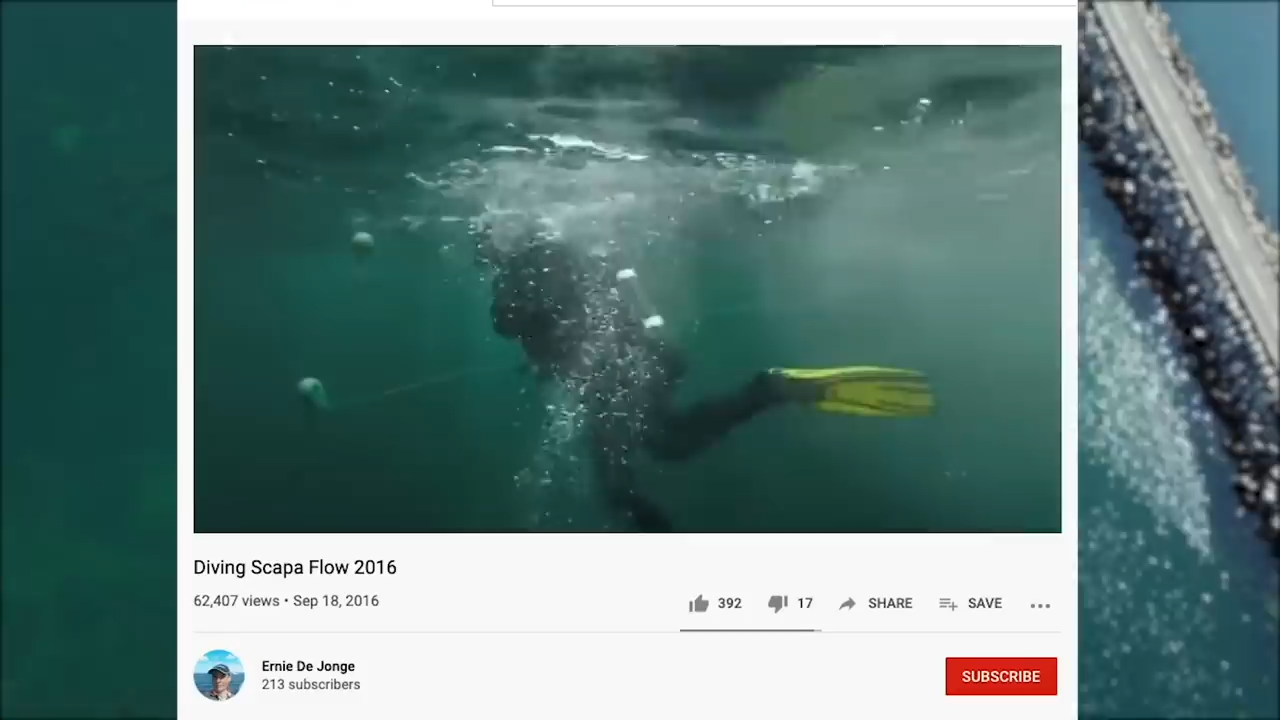 Diving Scapa Flow 2016
62,407 views • Sep 18, 2016
392 17 SHARE SAVE
Ernie De Jonge
213 subscribers
SUBSCRIBE